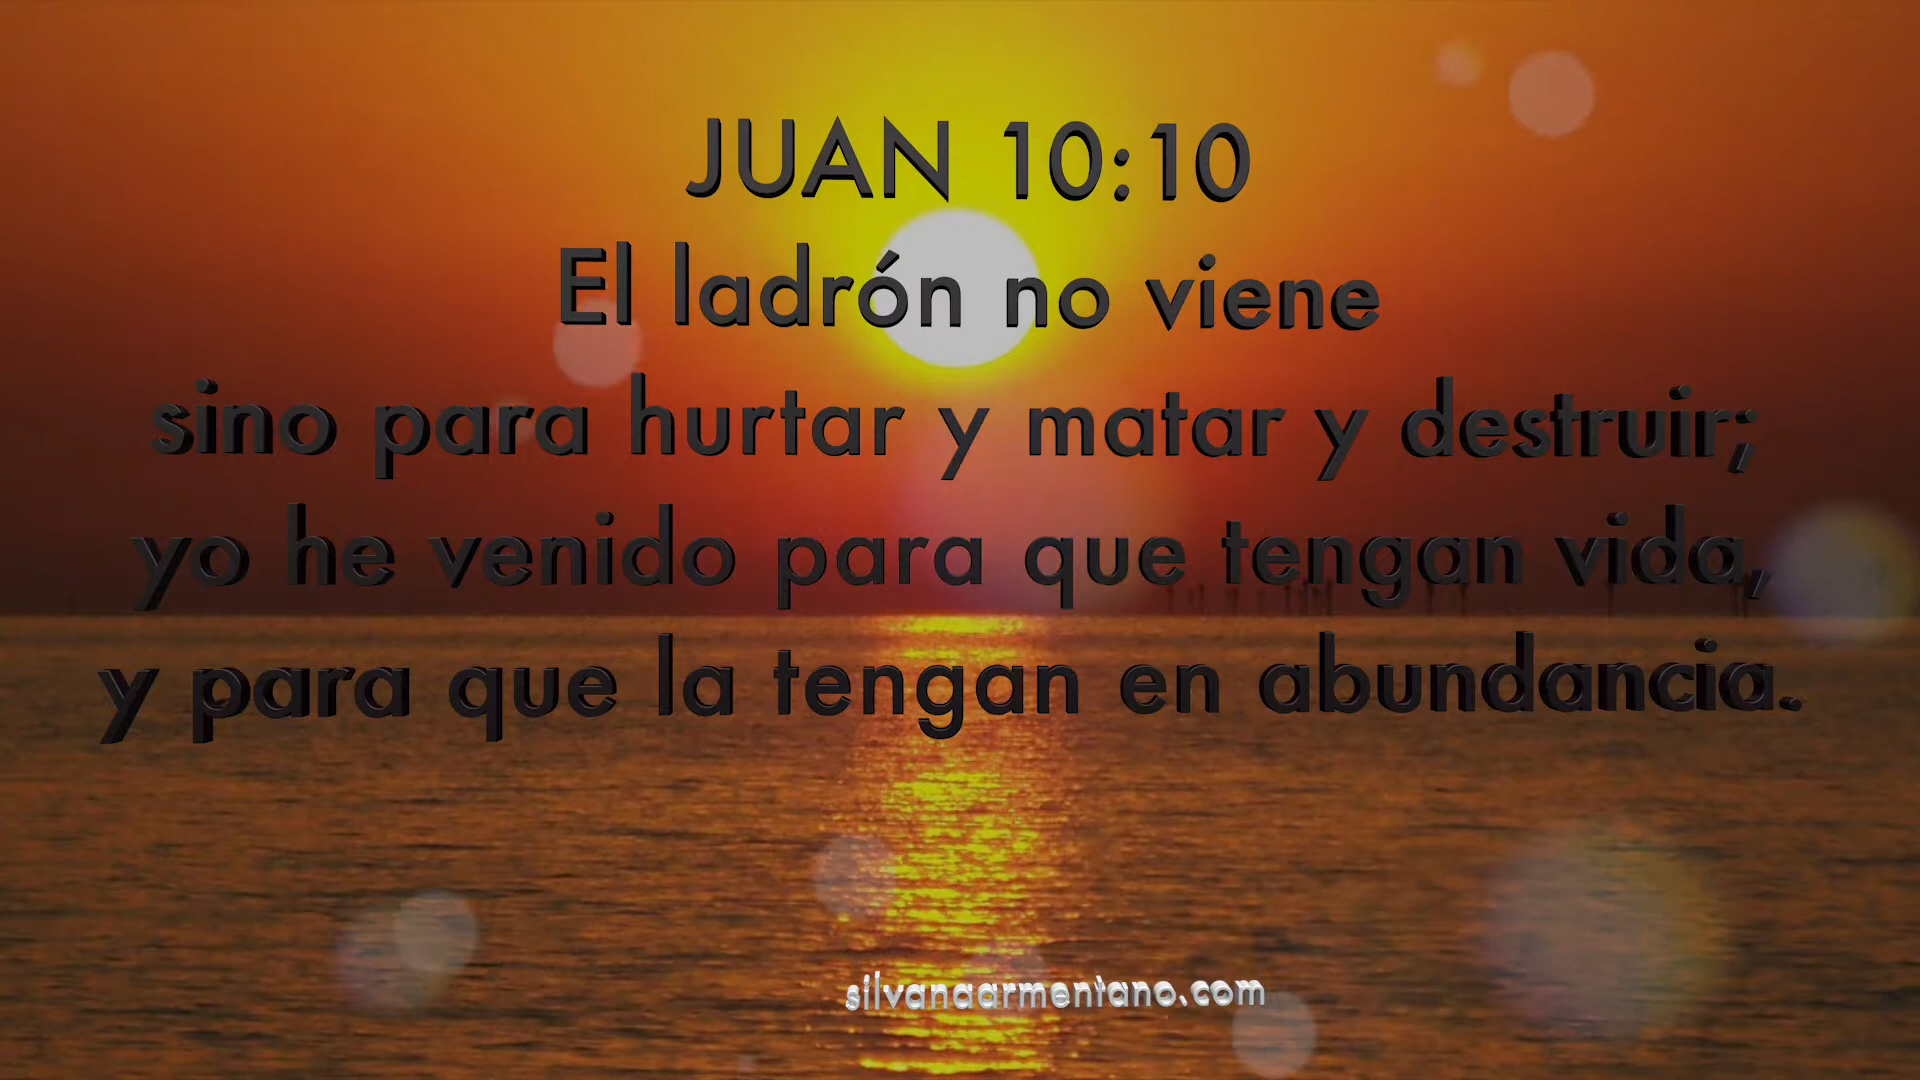 JUAN 10:10
El ladrón no viene
sino para hurtar y matar y destruir;
yo he venido para que tengan vida,
y para que la tengan en abundancia.
silvanaarmentano.com